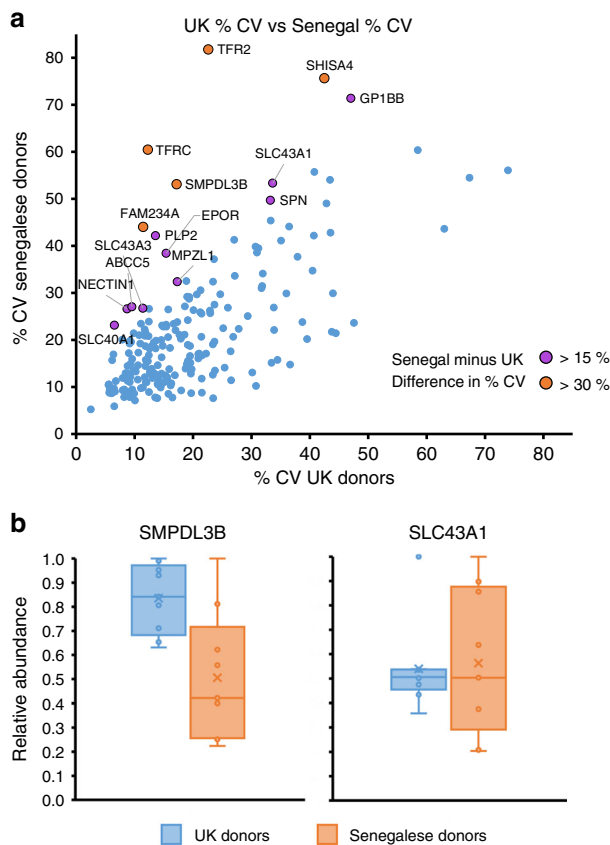 a
UK % CV vs Senegal % CV
TFR2
SHISA4
GP1BB
TFRC
SLC43A1
SMPDL3B
SPN
FAM234A
EPOR
PLP2
SLC43A3
MPZL1
ABCC5
NECTIN1
SLC40A1
% CV senegalese donors
80
70
60
50
40
30
20
10
0
Senegal minus UK
Difference in % CV
> 15 %
> 30 %
0 10 20 30 40 50 60 70 80
% CV UK donors
b
SMPDL3B
SLC43A1
Relative abundance
1.0
0.9
0.8
0.7
0.6
0.5
0.4
0.3
0.2
0.1
0.0
UK donors
Senegalese donors